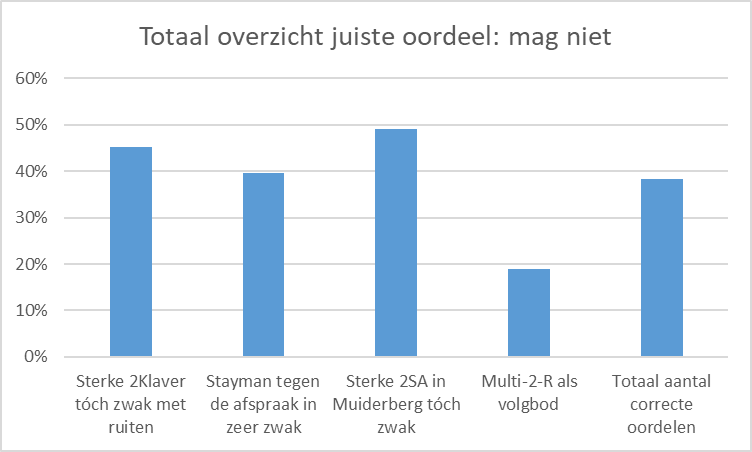 Totaal overzicht juiste oordeel: mag niet
60%
50%
40%
30%
20%
10%
0%
Sterke 2Klaver
tóch zwak met
ruiten
Stayman tegen
de afspraak in
zeer zwak
Sterke 2SA in
Muiderberg tóch
zwak
Multi-2-R als
volgbod
Totaal aantal
correcte
oordelen